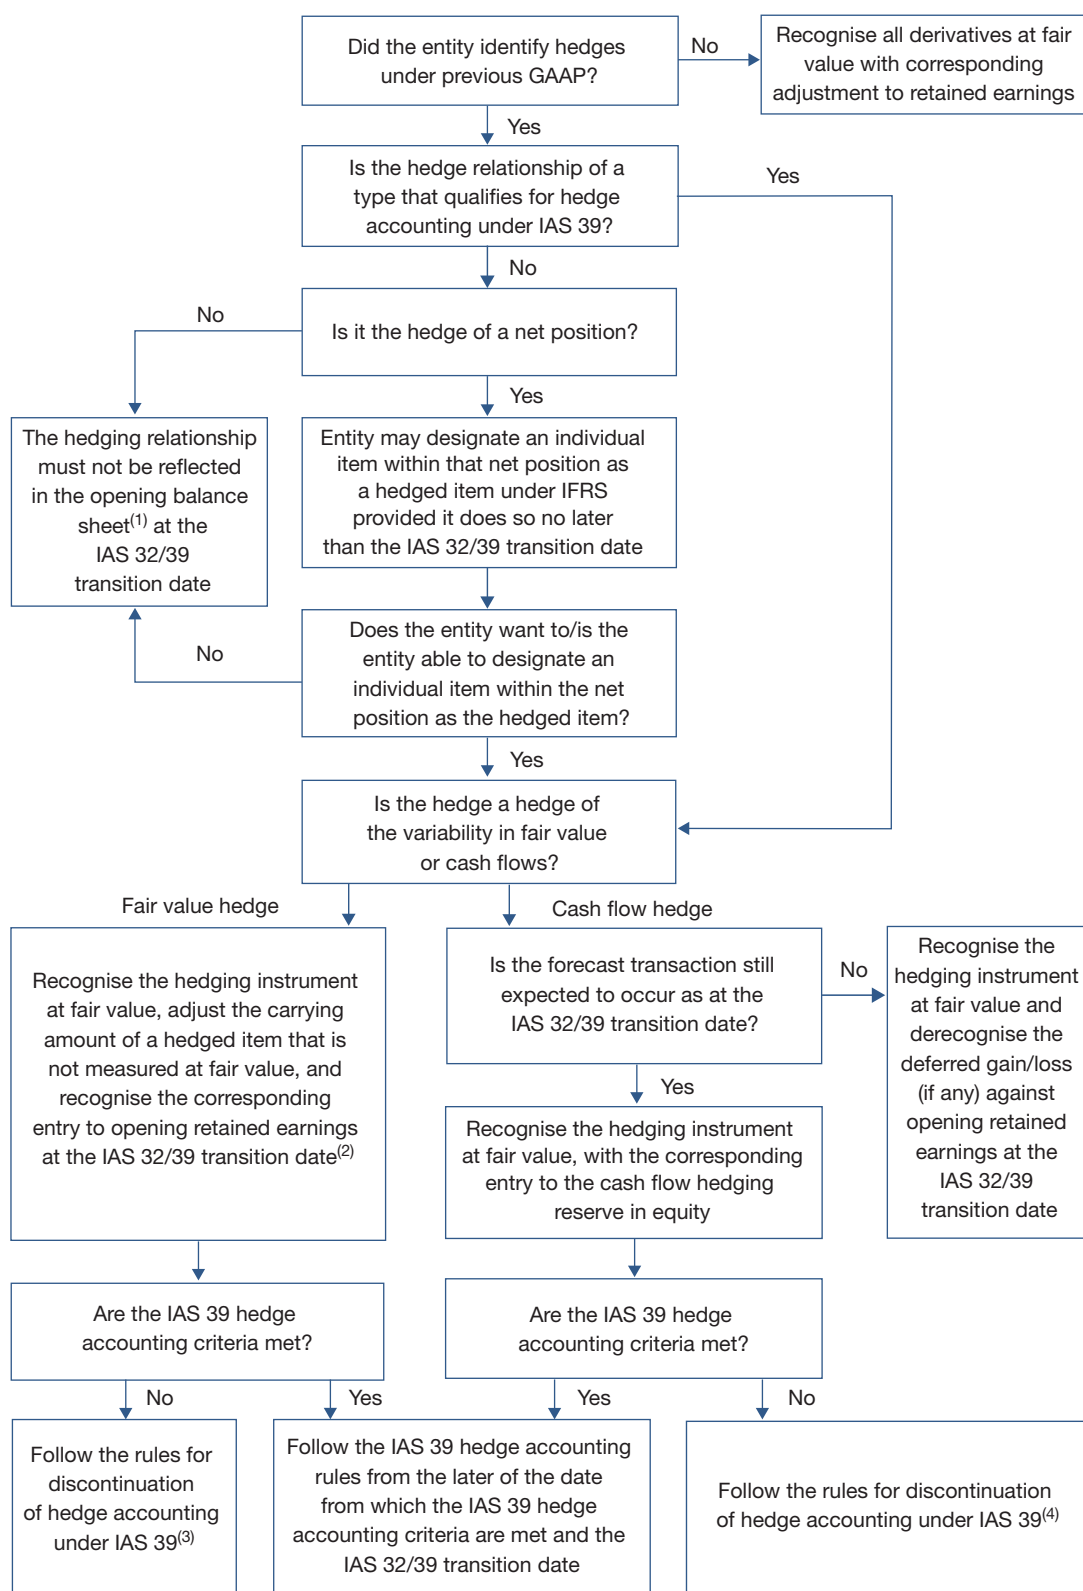 Did the entity identify hedges
under previous GAAP?
No
Recognise all derivatives at fair
value with corresponding
adjustment to retained earnings
Yes
Is the hedge relationship of a
type that qualifies for hedge
accounting under IAS 39?
Yes
No
Is it the hedge of a net position?
No
Yes
The hedging relationship
must not be reflected
in the opening balance
sheet(1) at the
IAS 32/39
transition date
Entity may designate an individual
item within that net position as
a hedged item under IFRS
provided it does so no later
than the IAS 32/39 transition date
Does the entity want to/is the
entity able to designate an
individual item within the net
position as the hedged item?
No
Yes
Is the hedge a hedge of
the variability in fair value
or cash flows?
Fair value hedge
Cash flow hedge
Recognise the hedging instrument
at fair value, adjust the carrying
amount of a hedged item that is
not measured at fair value, and
recognise the corresponding
entry to opening retained earnings
at the IAS 32/39 transition date(2)
Is the forecast transaction still
expected to occur as at the
IAS 32/39 transition date?
No
Recognise the
hedging instrument
at fair value and
derecognise the
deferred gain/loss
(if any) against
opening retained
earnings at the
IAS 32/39
transition date
Yes
Recognise the hedging instrument
at fair value, with the corresponding
entry to the cash flow hedging
reserve in equity
Are the IAS 39 hedge
accounting criteria met?
Are the IAS 39 hedge
accounting criteria met?
No
Yes
Yes
No
Follow the rules for
discontinuation
of hedge accounting
under IAS 39(3)
Follow the IAS 39 hedge accounting
rules from the later of the date
from which the IAS 39 hedge
accounting criteria are met and the
IAS 32/39 transition date
Follow the rules for discontinuation
of hedge accounting under IAS 39(4)